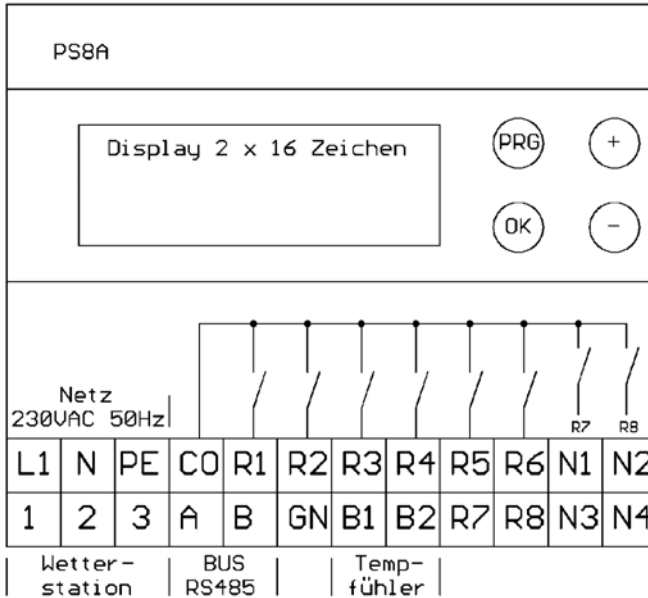 PS8A
Display 2 x 16 Zeichen
PRG
+
OK
-
Netz
230VAC 50Hz
R7 R8
L1 N PE CO R1 R2 R3 R4 R5 R6 N1 N2
1 2 3 A B GN B1 B2 R7 R8 N3 N4
Wetter- BUS Temp-
station RS485 fühler